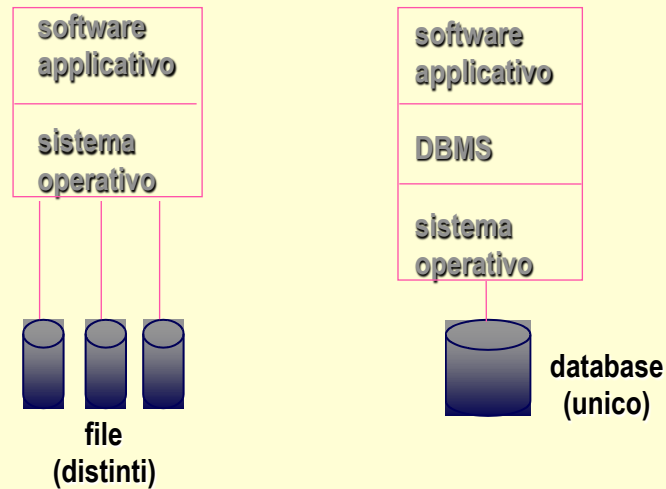 software
applicativo
sistema
operativo
file
(distinti)
software
applicativo
DBMS
sistema
operativo
database
(unico)